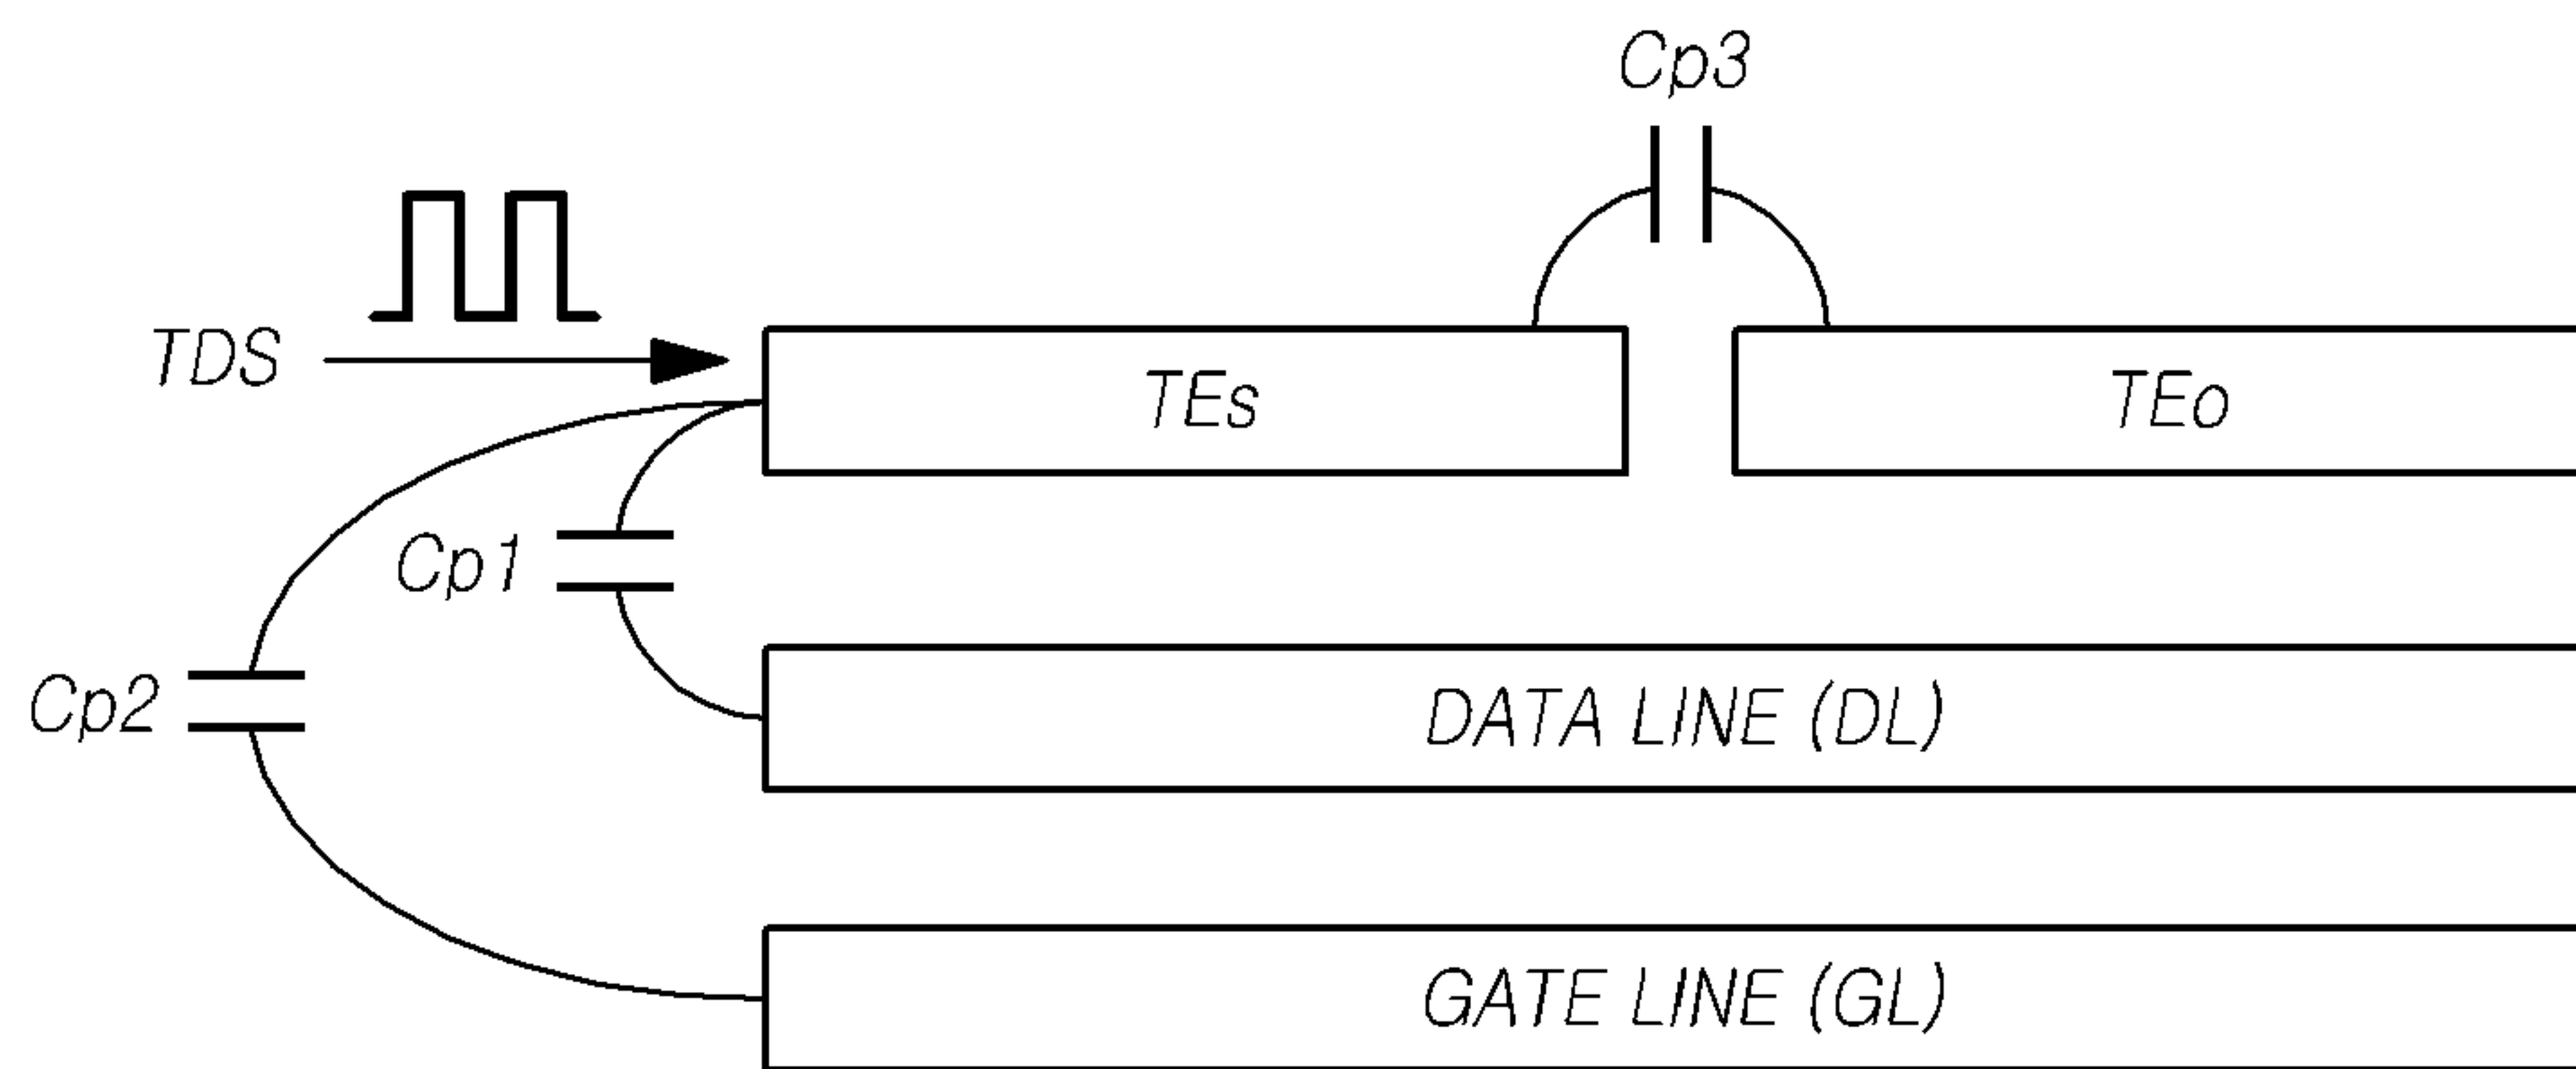 Cp3
TDS
TEs
TEo
Cp1
Cp2
DATA LINE (DL)
GATE LINE (GL)